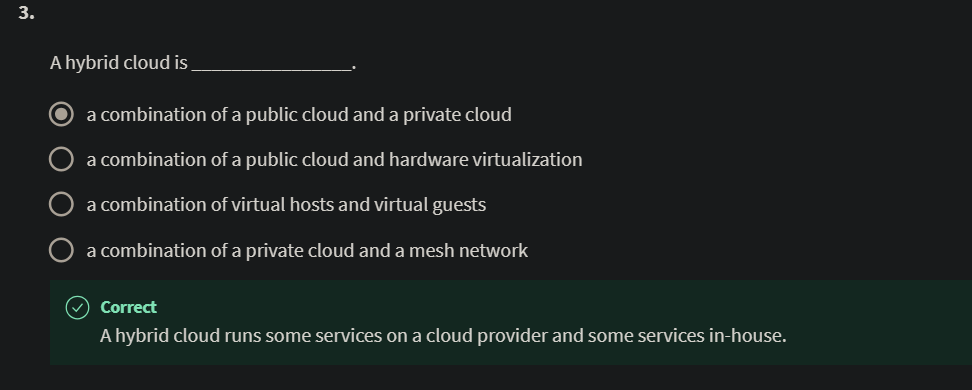 3.
A hybrid cloud is ________________.
a combination of a public cloud and a private cloud
a combination of a public cloud and hardware virtualization
a combination of virtual hosts and virtual guests
a combination of a private cloud and a mesh network
Correct
A hybrid cloud runs some services on a cloud provider and some services in-house.